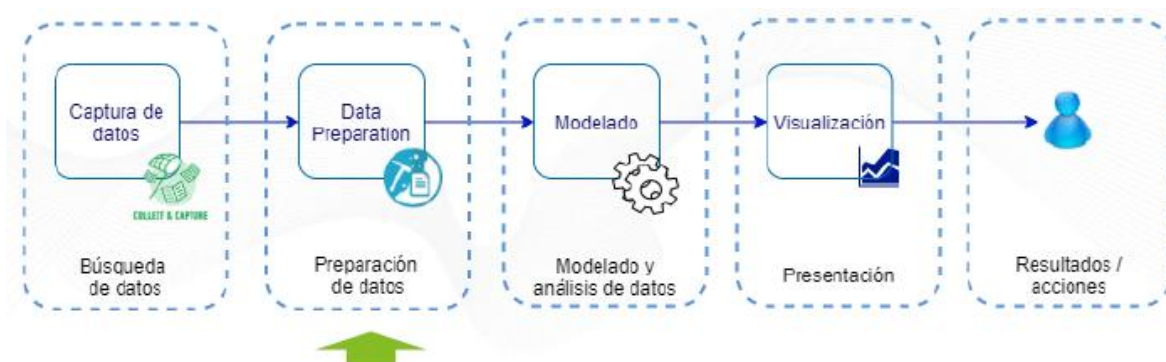 Captura de
datos
COLLEIT & CAPTURE
Búsqueda
de datos
Data
Preparation
Preparación
de datos
Modelado
Modelado y
análisis de datos
Visualización
Presentación
Resultados /
acciones